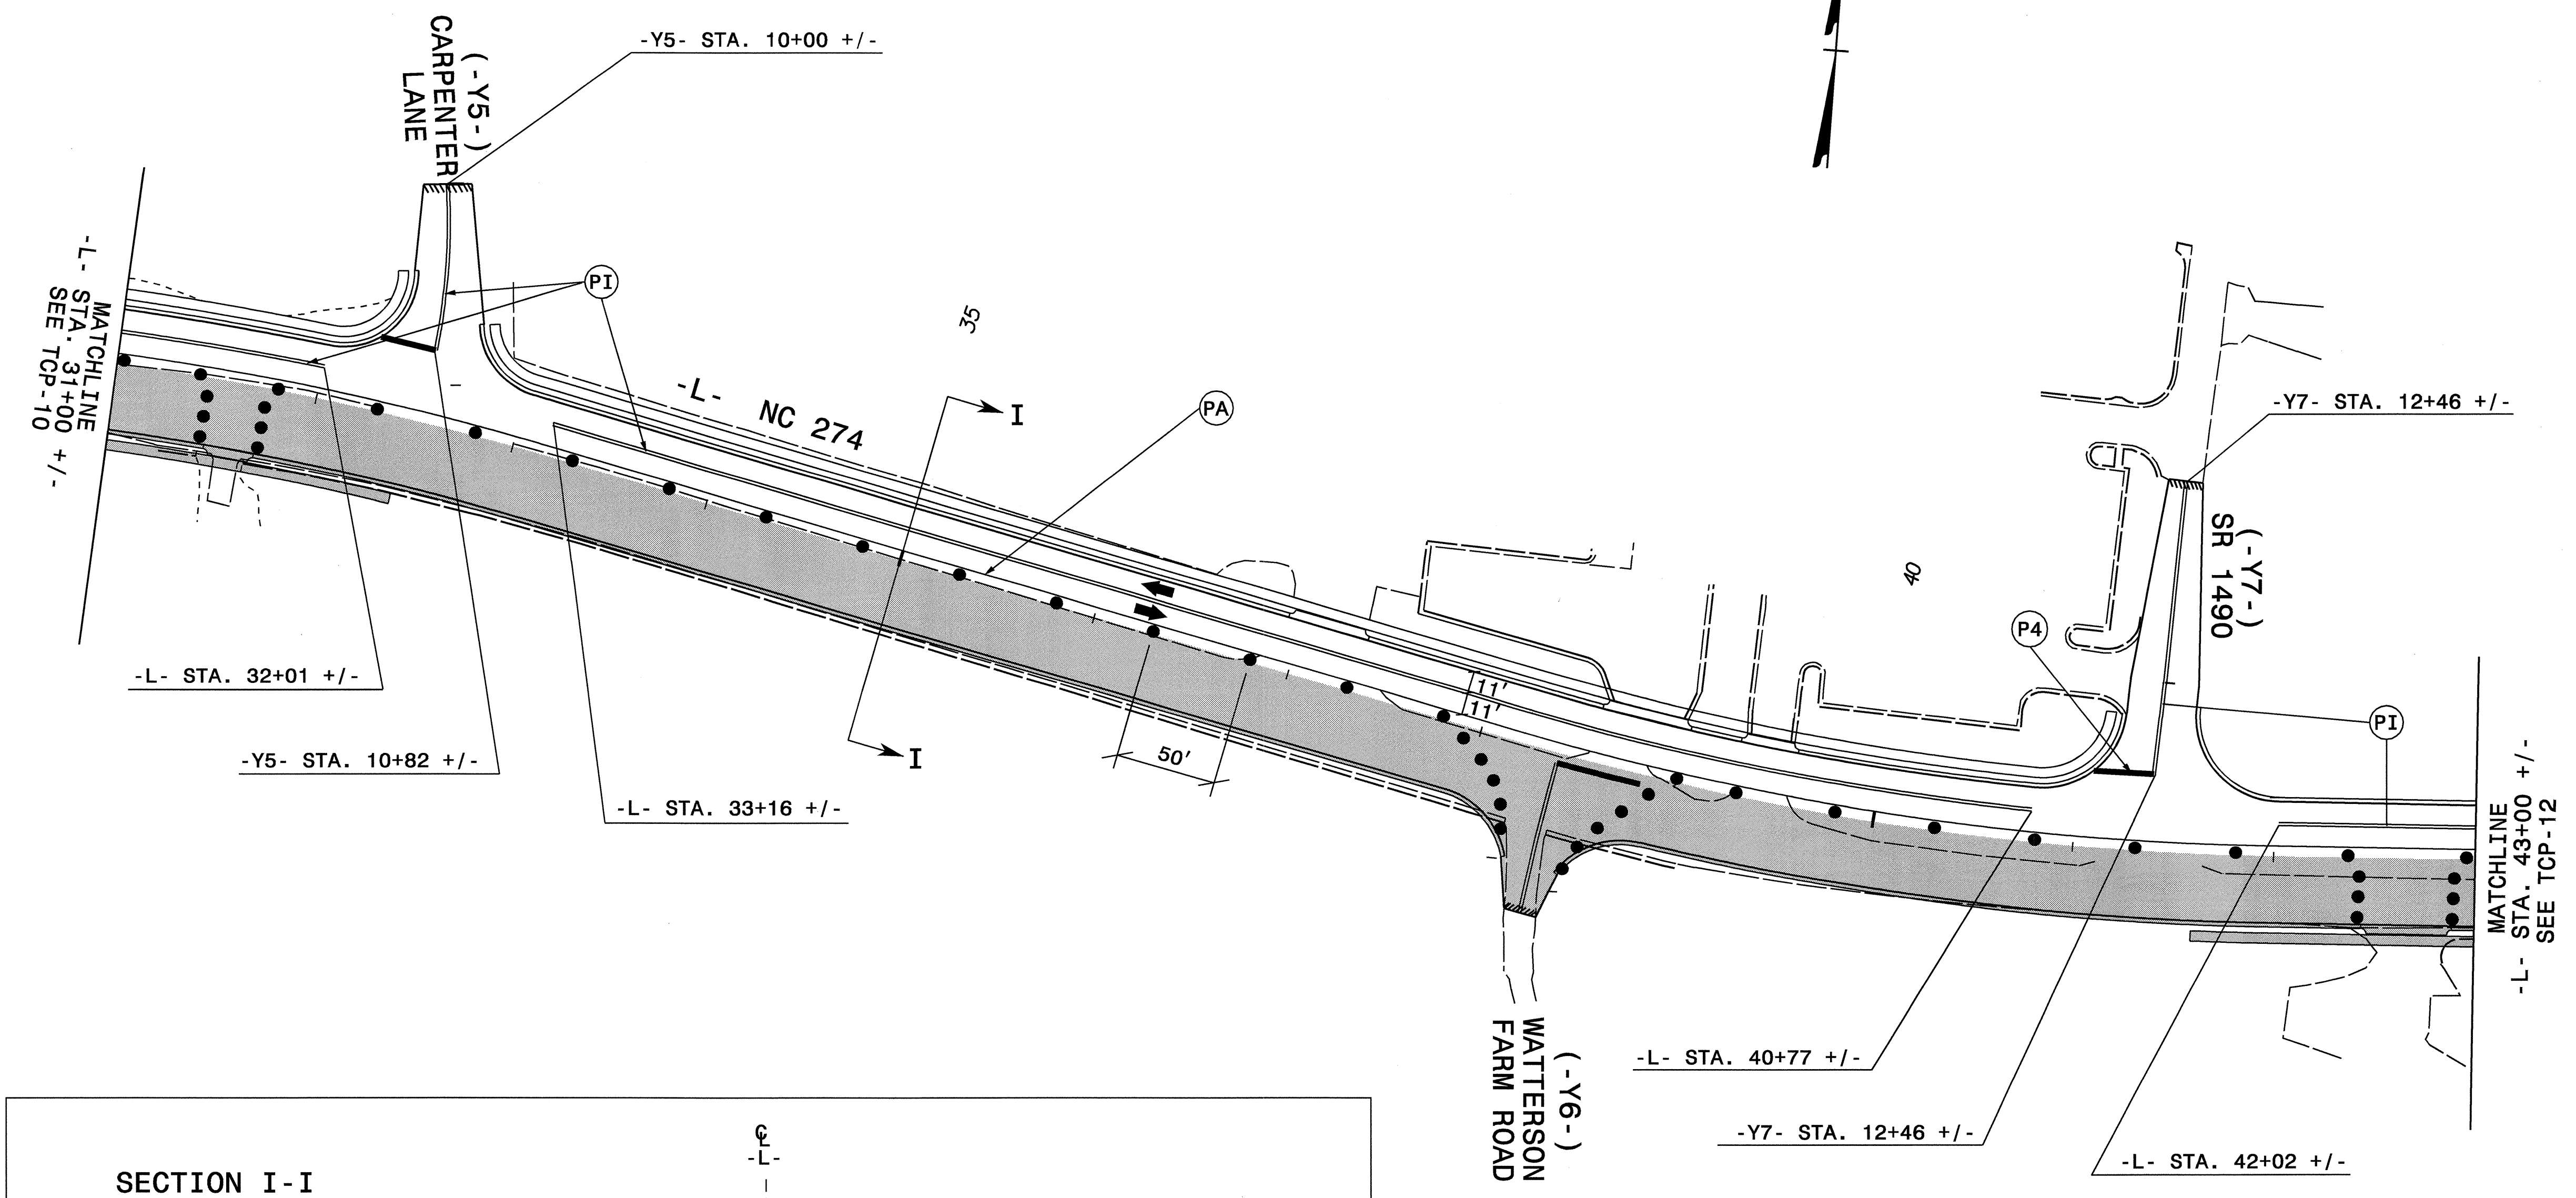 -Y5- STA. 10+00 +/-
(-Y5-)
CARPENTER
LANE
MATCHLINE
-L- STA. 31+00 +/-
SEE TCP-10
PI
35
-L- NC 274
I
PA
-Y7- STA. 12+46 +/-
(-Y7-)
SR 1490
40
P4
-L- STA. 32+01 +/-
11'
11'
PI
-Y5- STA. 10+82 +/-
I
50'
-L- STA. 33+16 +/-
MATCHLINE
-L- STA. 43+00 +/-
SEE TCP-12
(-Y6-)
WATTERSON
FARM ROAD
-L- STA. 40+77 +/-
-Y7- STA. 12+46 +/-
-L- STA. 42+02 +/-
CL
-L-
SECTION I-I